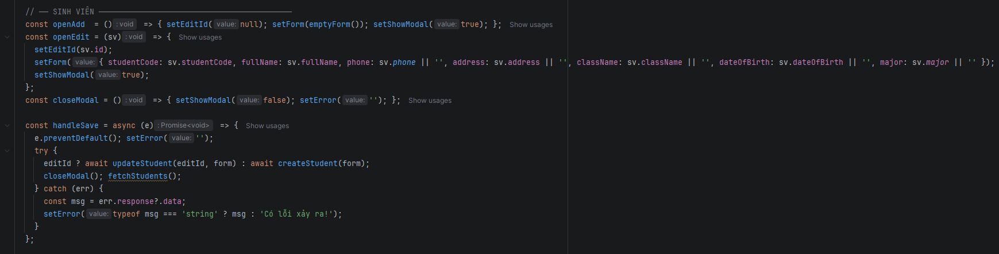 // —— SINH VIÊN ——————————————————————————————————————————
const openAdd  = () : void  => { setEditId( value: null); setForm(emptyForm()); setShowModal( value: true); };  Show usages
const openEdit = (sv) : void  => {  Show usages
  setEditId(sv.id);
  setForm( value: { studentCode: sv.studentCode, fullName: sv.fullName, phone: sv.phone || '', address: sv.address || '', className: sv.className || '', dateOfBirth: sv.dateOfBirth || '', major: sv.major || '' });
  setShowModal( value: true);
};
const closeModal = () : void  => { setShowModal( value: false); setError( value: ''); };  Show usages

const handleSave = async (e) : Promise<void>  => {  Show usages
  e.preventDefault(); setError( value: '');
  try {
    editId ? await updateStudent(editId, form) : await createStudent(form);
    closeModal(); fetchStudents();
  } catch (err) {
    const msg = err.response?.data;
    setError( value: typeof msg === 'string' ? msg : 'Có lỗi xảy ra!');
  }
};